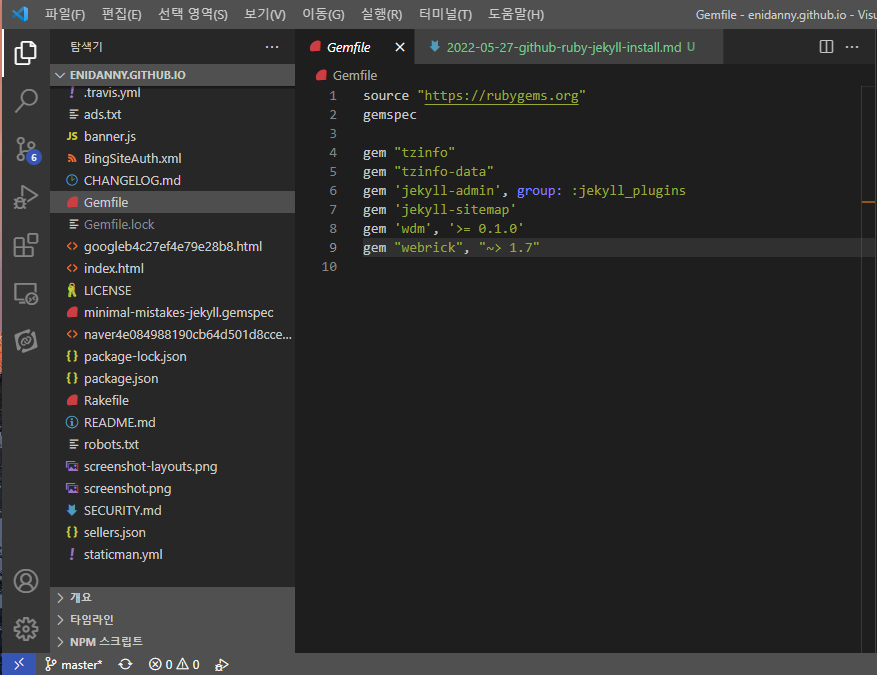 파일(F) 편집(E) 선택 영역(S) 보기(V) 이동(G) 실행(R) 터미널(T) 도움말(H) Gemfile - enidanny.github.io - Visu
탐색기 ...
ENIDANNY.GITHUB.IO
! .travis.yml
ads.txt
JS banner.js
BingSiteAuth.xml
CHANGELOG.md
Gemfile
Gemfile.lock
<> googleb4c27ef4e79e28b8.html
<> index.html
LICENSE
minimal-mistakes-jekyll.gemspec
<> naver4e084988190cb64d501d8cce...
{} package-lock.json
{} package.json
Rakefile
README.md
robots.txt
screenshot-layouts.png
screenshot.png
SECURITY.md
{} sellers.json
! staticman.yml
개요
타임라인
NPM 스크립트
6
Gemfile 2022-05-27-github-ruby-jekyll-install.md U ...
Gemfile
1 source "https://rubygems.org"
2 gemspec
3
4 gem "tzinfo"
5 gem "tzinfo-data"
6 gem 'jekyll-admin', group: :jekyll_plugins
7 gem 'jekyll-sitemap'
8 gem 'wdm', '>= 0.1.0'
9 gem "webrick", "~> 1.7"
10
master* 0 0